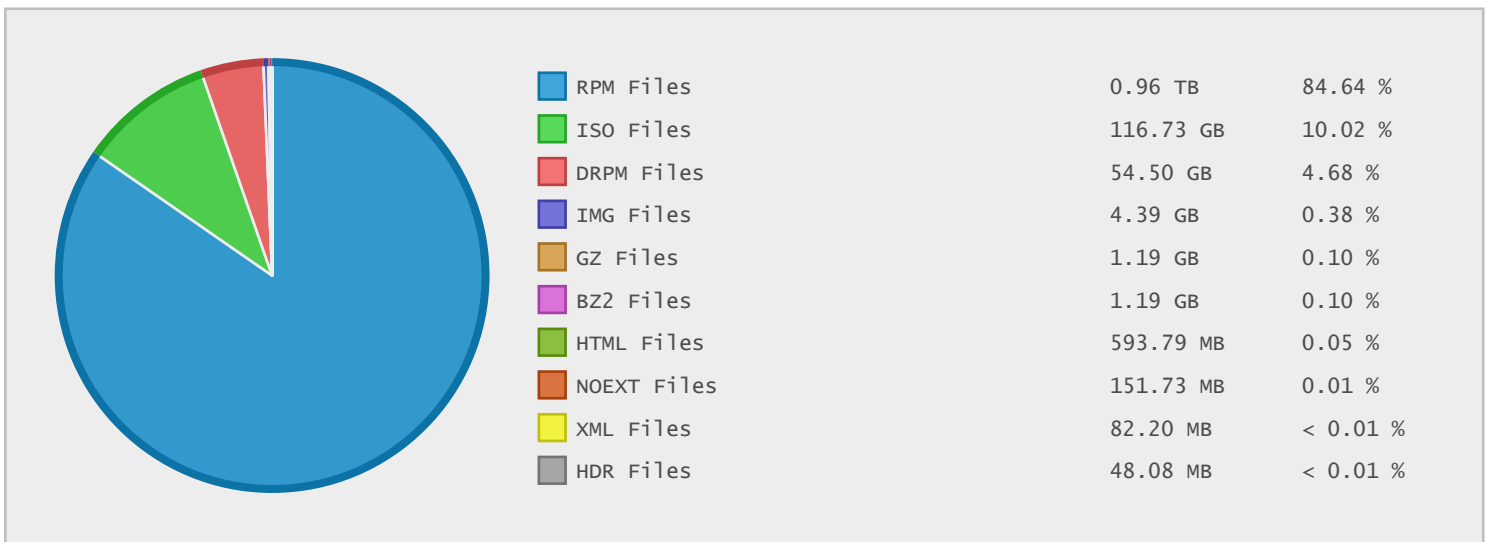 RPM Files 0.96 TB 84.64 %
ISO Files 116.73 GB 10.02 %
DRPM Files 54.50 GB 4.68 %
IMG Files 4.39 GB 0.38 %
GZ Files 1.19 GB 0.10 %
BZ2 Files 1.19 GB 0.10 %
HTML Files 593.79 MB 0.05 %
NOEXT Files 151.73 MB 0.01 %
XML Files 82.20 MB < 0.01 %
HDR Files 48.08 MB < 0.01 %